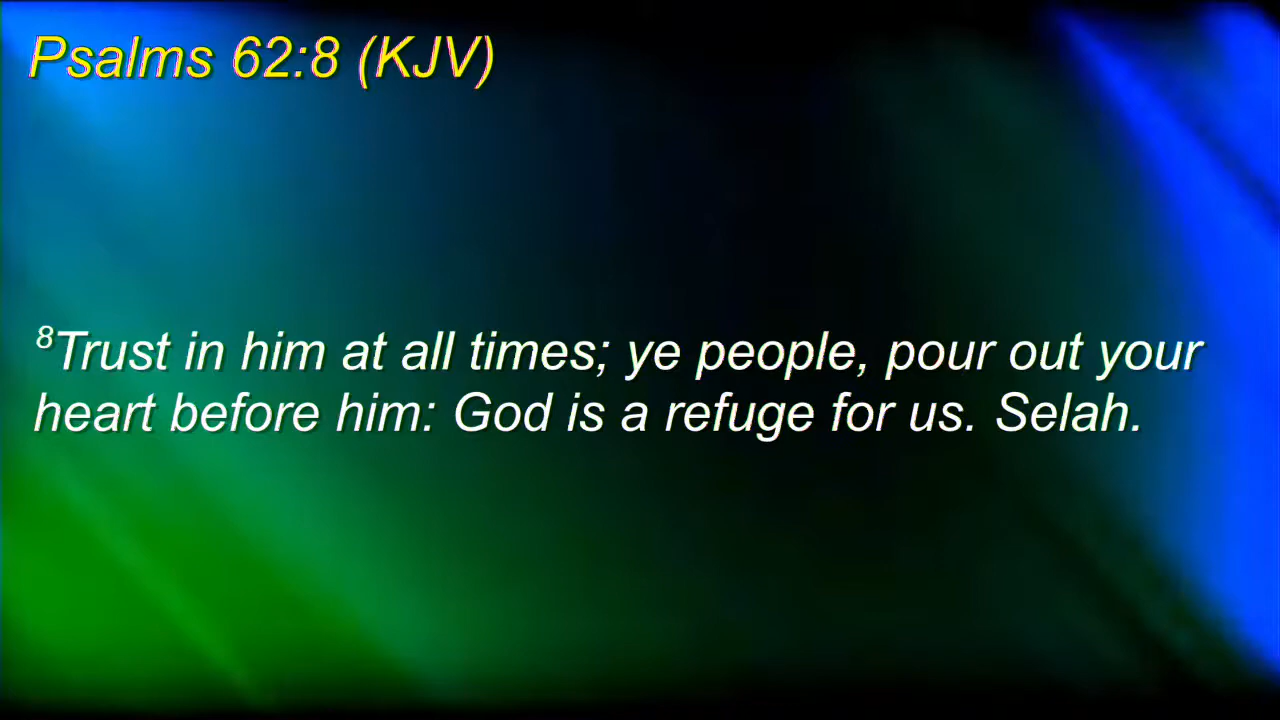 Psalms 62:8 (KJV)
⁸Trust in him at all times; ye people, pour out your
heart before him: God is a refuge for us. Selah.